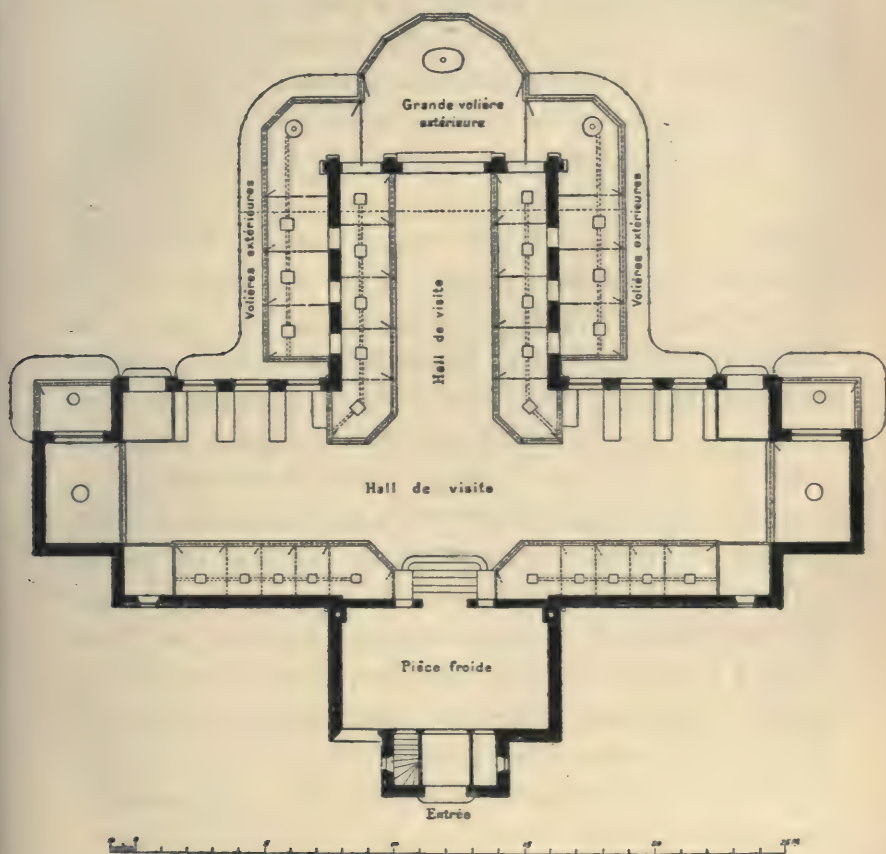 Grande volière
extérieure
Volières extérieures
Volières extérieures
Hall de visite
Hall de visite
Pièce froide
Entrée